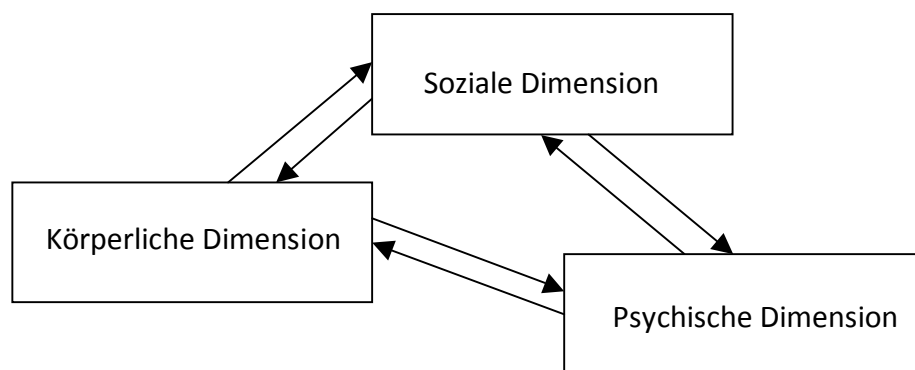 Soziale Dimension
Körperliche Dimension
Psychische Dimension